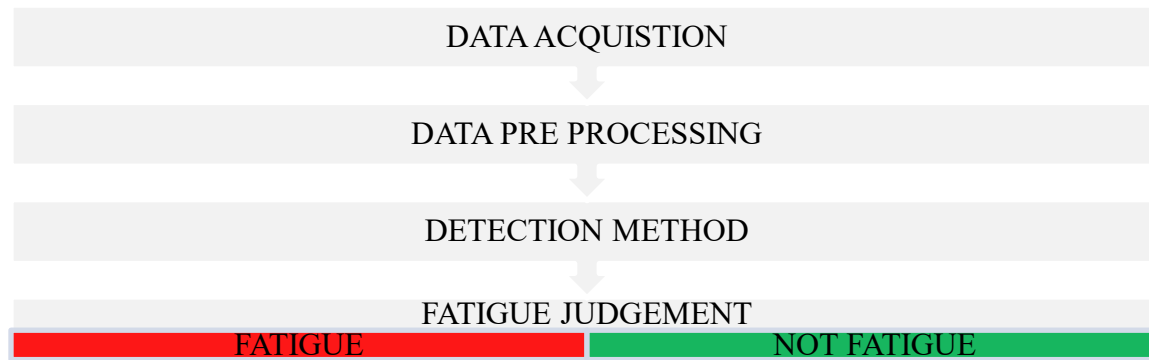 DATA ACQUISTION
DATA PRE PROCESSING
DETECTION METHOD
FATIGUE JUDGEMENT
FATIGUE
NOT FATIGUE